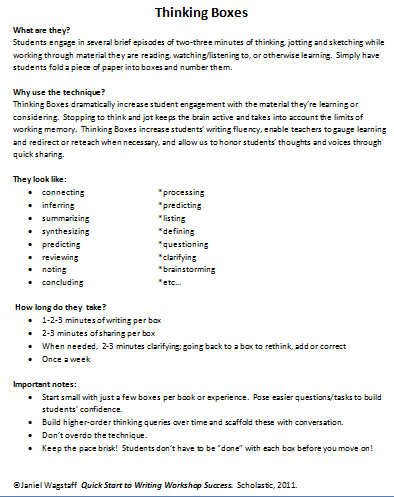 Thinking Boxes
What are they?
Students engage in several brief episodes of two-three minutes of thinking, jotting and sketching while
working through material they are reading, watching/listening to, or otherwise learning. Simply have
students fold a piece of paper into boxes and number them.
Why use the technique?
Thinking Boxes dramatically increase student engagement with the material they're learning or
considering. Stopping to think and jot keeps the brain active and takes into account the limits of
working memory. Thinking Boxes increase students' writing fluency, enable teachers to gauge learning
and redirect or reteach when necessary, and allow us to honor students' thoughts and voices through
quick sharing.
They look like:
• connecting *processing
• inferring *predicting
• summarizing *listing
• synthesizing *defining
• predicting *questioning
• reviewing *clarifying
• noting *brainstorming
• concluding *etc...
How long do they take?
• 1-2-3 minutes of writing per box
• 2-3 minutes of sharing per box
• When needed, 2-3 minutes clarifying; going back to a box to rethink, add or correct
• Once a week
Important notes:
• Start small with just a few boxes per book or experience. Pose easier questions/tasks to build
students' confidence.
• Build higher-order thinking queries over time and scaffold these with conversation.
• Don't overdo the technique.
• Keep the pace brisk! Students don't have to be "done" with each box before you move on!
©Janiel Wagstaff Quick Start to Writing Workshop Success. Scholastic, 2011.